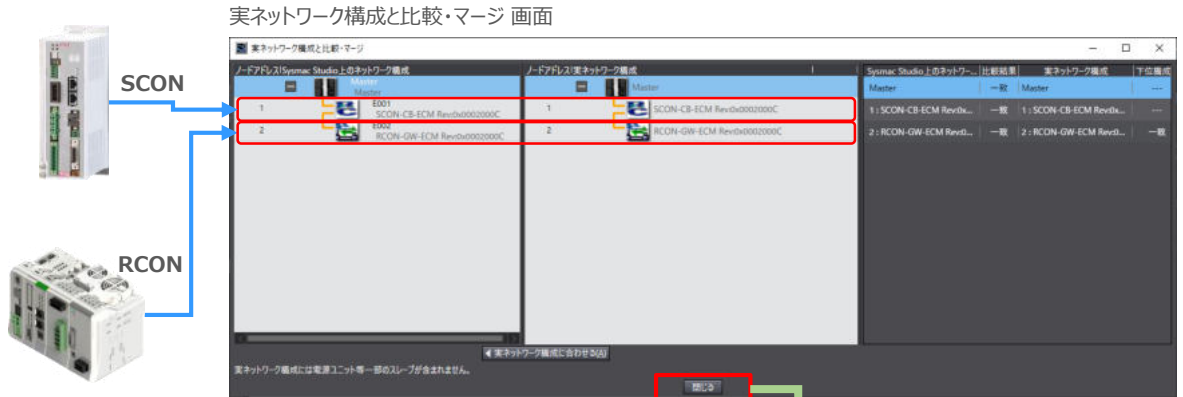 実ネットワーク構成と比較・マージ 画面
実ネットワーク構成と比較・マージ
ノードアドレス|Sysmac Studio上のネットワーク構成
Master
Master
1
E001
SCON-CB-ECM Rev:0x0002000C
2
E002
RCON-GW-ECM Rev:0x0002000C
ノードアドレス|実ネットワーク構成
Master
1
SCON-CB-ECM Rev:0x0002000C
2
RCON-GW-ECM Rev:0x0002000C
Sysmac Studio上のネットワー... 比較結果 実ネットワーク構成 下位構成
Master 一致 Master ---
1 : SCON-CB-ECM Rev:0x... 一致 1 : SCON-CB-ECM Rev:0x... ---
2 : RCON-GW-ECM Rev:0... 一致 2 : RCON-GW-ECM Rev:0... 一致
SCON
RCON
実ネットワーク構成に合わせる(A)
実ネットワーク構成には電源ユニット等一部のスレーブが含まれません。
閉じる